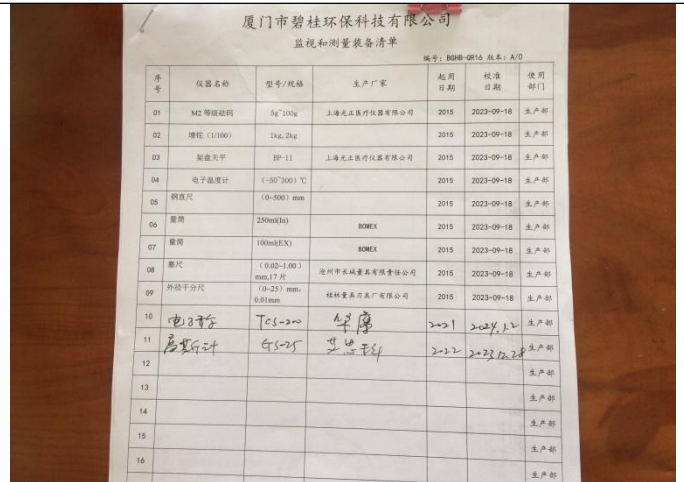 厦门市碧桂环保科技有限公司
监视和测量装备清单
编号: BGHB-QR16 版本: A/0
序号 仪器名称 型号/规格 生产厂家 起用日期 校准日期 使用部门
01 M2 等级砝码 5g~100g 上海光正医疗仪器有限公司 2015 2023-09-18 生产部
02 增铊（1/100） 1kg, 2kg 2015 2023-09-18 生产部
03 架盘天平 BP-11 上海光正医疗仪器有限公司 2015 2023-09-18 生产部
04 电子温度计 （-50~300）℃ 2015 2023-09-18 生产部
05 钢直尺 （0-500）mm 2015 2023-09-18 生产部
06 量筒 250ml(In) BOMEX 2015 2023-09-18 生产部
07 量筒 100ml(EX) BOMEX 2015 2023-09-18 生产部
08 塞尺 （0.02-1.00）mm,17 片 沧州市长城量具有限责任公司 2015 2023-09-18 生产部
09 外径千分尺 （0-25）mm, 0.01mm 桂林量具刃具厂有限公司 2015 2023-09-18 生产部
10 电子 TCS-200 2021 2024.1.2 生产部
11 高斯计 GS-25 2022 2023.12.28 生产部
12 生产部
13 生产部
14 生产部
15 生产部
16 生产部